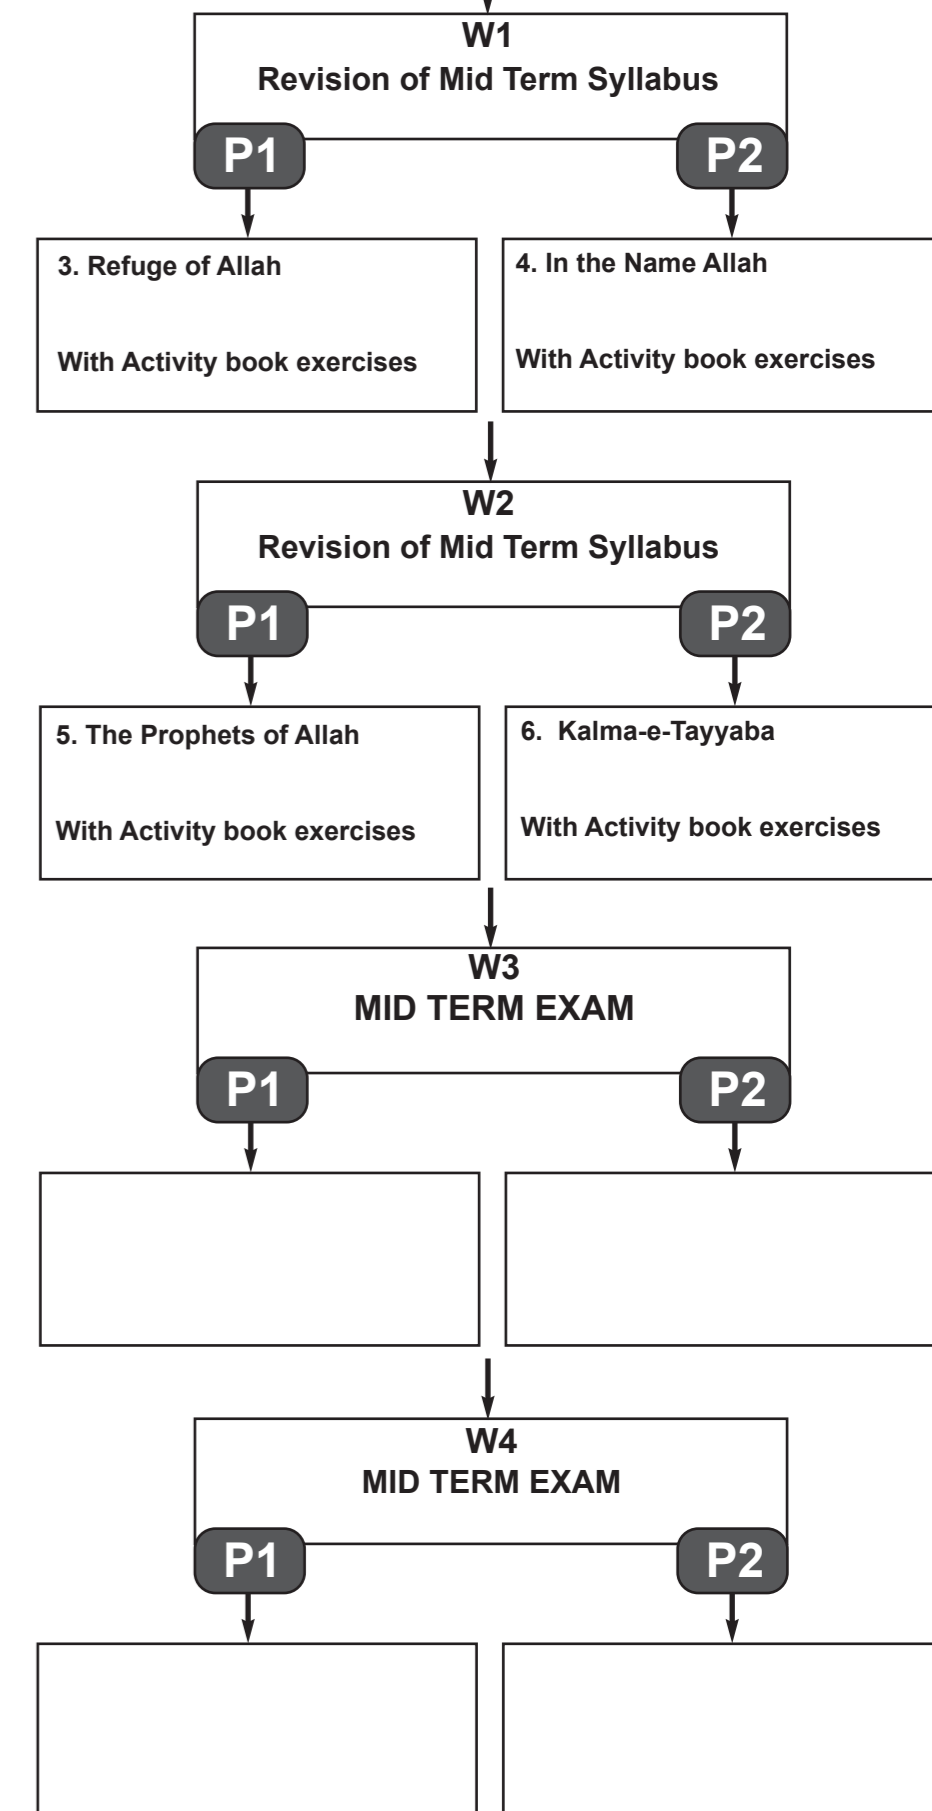 W1
Revision of Mid Term Syllabus
P1
P2
3. Refuge of Allah
With Activity book exercises
4. In the Name Allah
With Activity book exercises
W2
Revision of Mid Term Syllabus
P1
P2
5. The Prophets of Allah
With Activity book exercises
6. Kalma-e-Tayyaba
With Activity book exercises
W3
MID TERM EXAM
P1
P2
W4
MID TERM EXAM
P1
P2